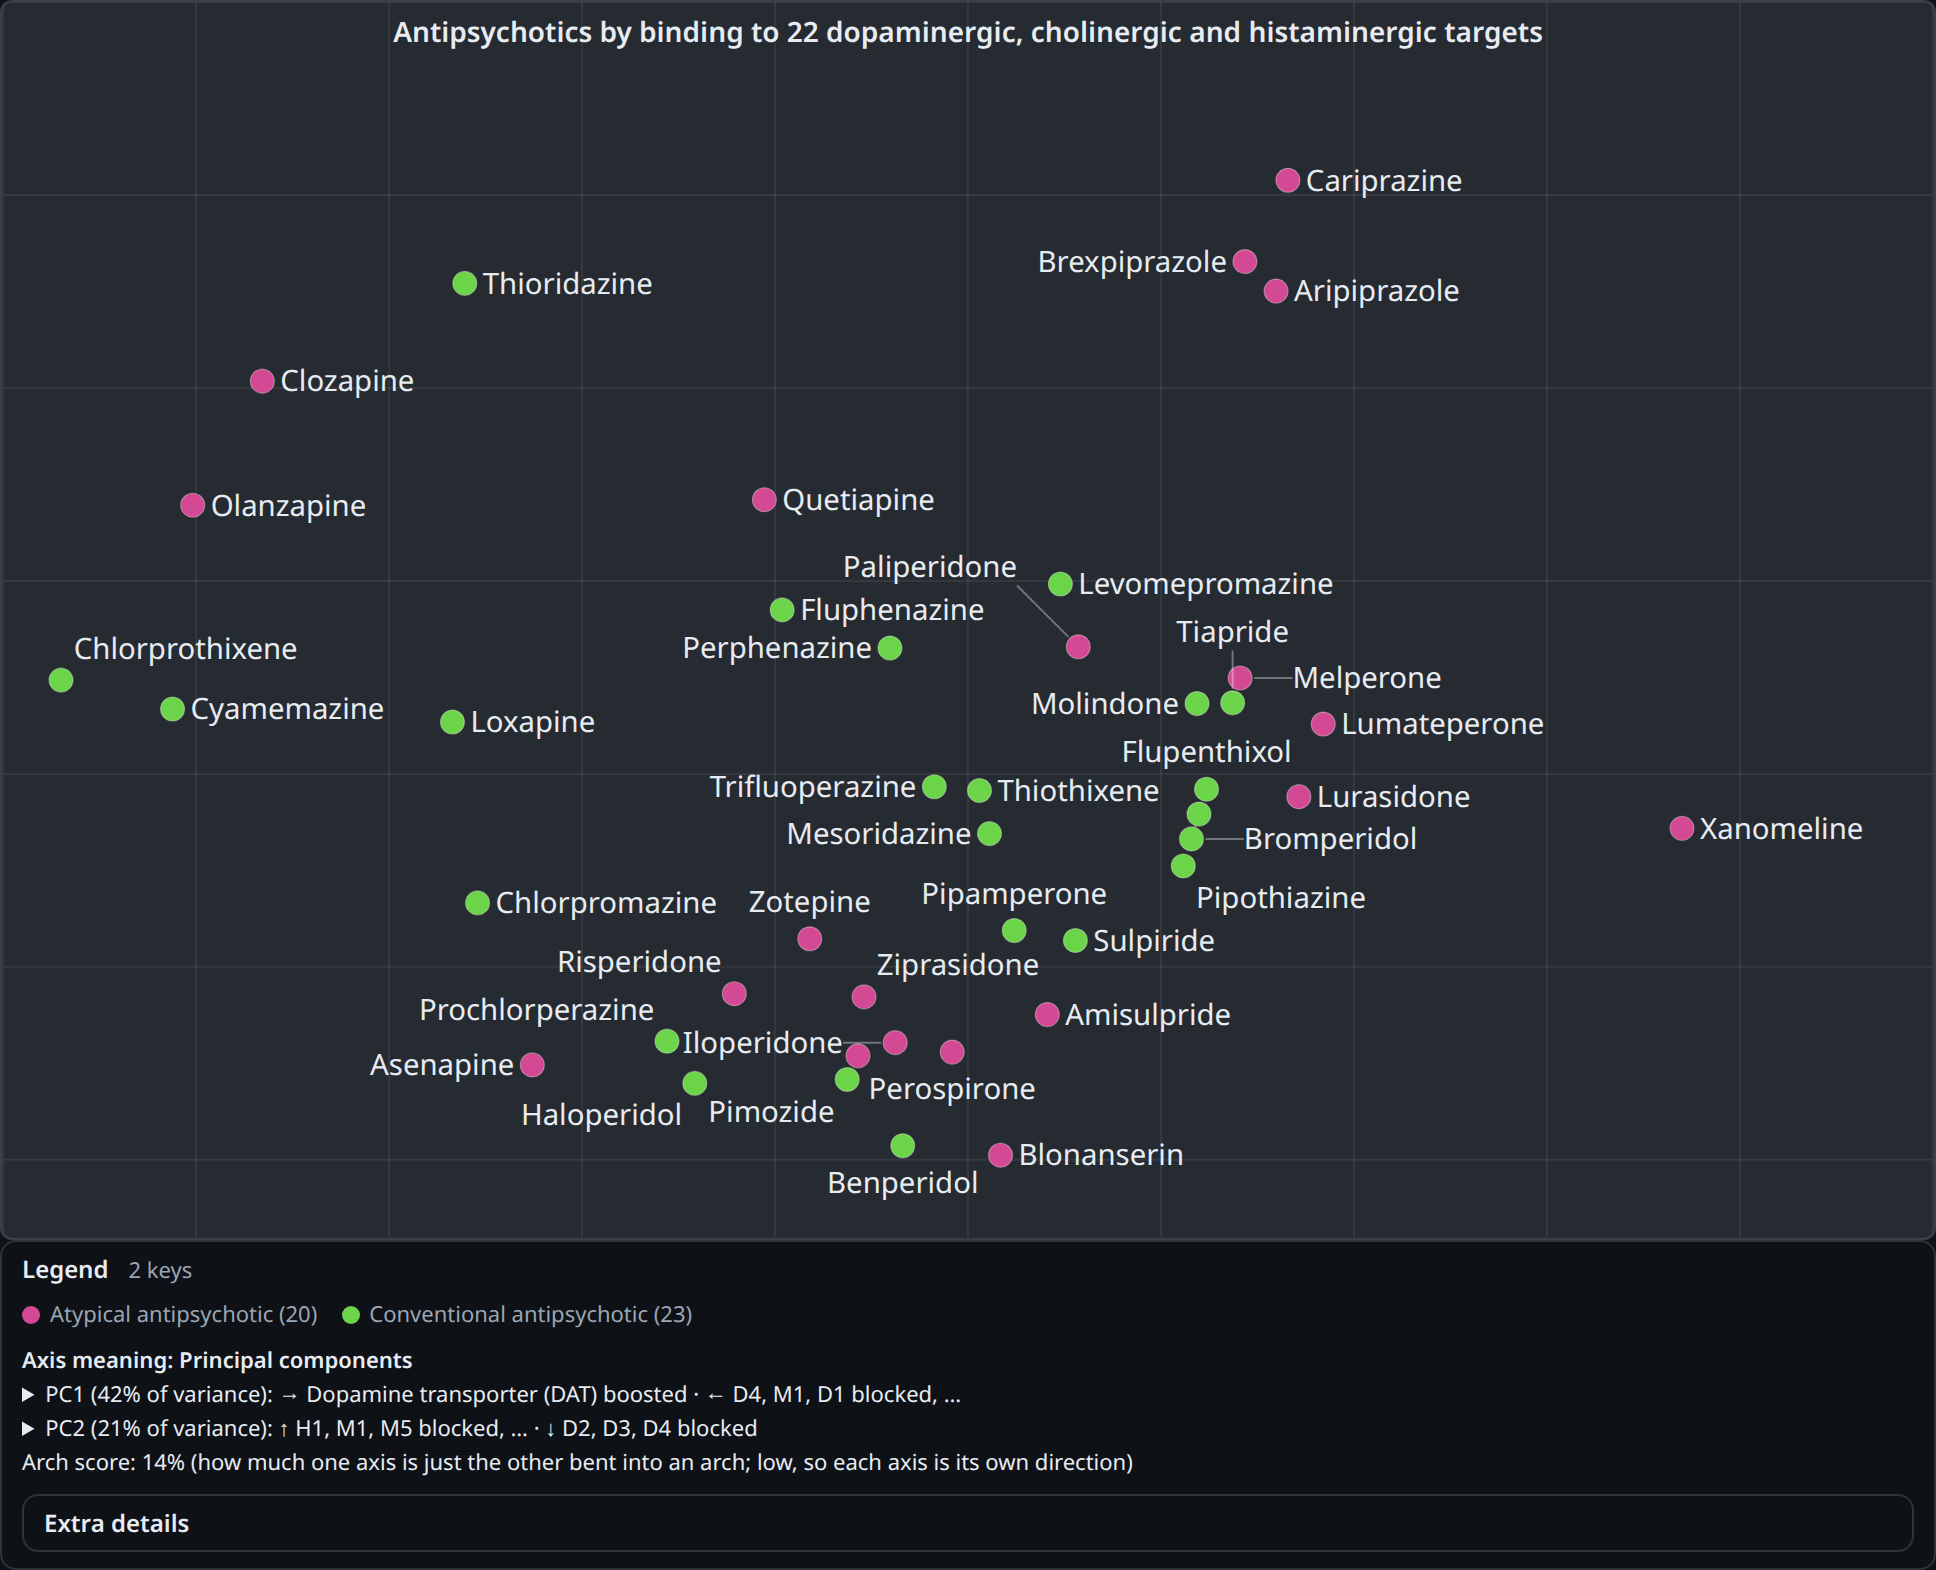 Antipsychotics by binding to 22 dopaminergic, cholinergic and histaminergic targets
Cariprazine
Brexpiprazole
Thioridazine
Aripiprazole
Clozapine
Olanzapine
Quetiapine
Paliperidone
Levomepromazine
Fluphenazine
Tiapride
Chlorprothixene
Perphenazine
Melperone
Cyamemazine
Molindone
Loxapine
Lumateperone
Flupenthixol
Trifluoperazine
Thiothixene
Lurasidone
Xanomeline
Mesoridazine
Bromperidol
Pipamperone
Pipothiazine
Chlorpromazine
Zotepine
Sulpiride
Risperidone
Ziprasidone
Prochlorperazine
Amisulpride
Iloperidone
Asenapine
Perospirone
Haloperidol
Pimozide
Blonanserin
Benperidol
Legend 2 keys
Atypical antipsychotic (20) Conventional antipsychotic (23)
Axis meaning: Principal components
▶ PC1 (42% of variance): → Dopamine transporter (DAT) boosted · ← D4, M1, D1 blocked, ...
▶ PC2 (21% of variance): ↑ H1, M1, M5 blocked, ... · ↓ D2, D3, D4 blocked
Arch score: 14% (how much one axis is just the other bent into an arch; low, so each axis is its own direction)
Extra details